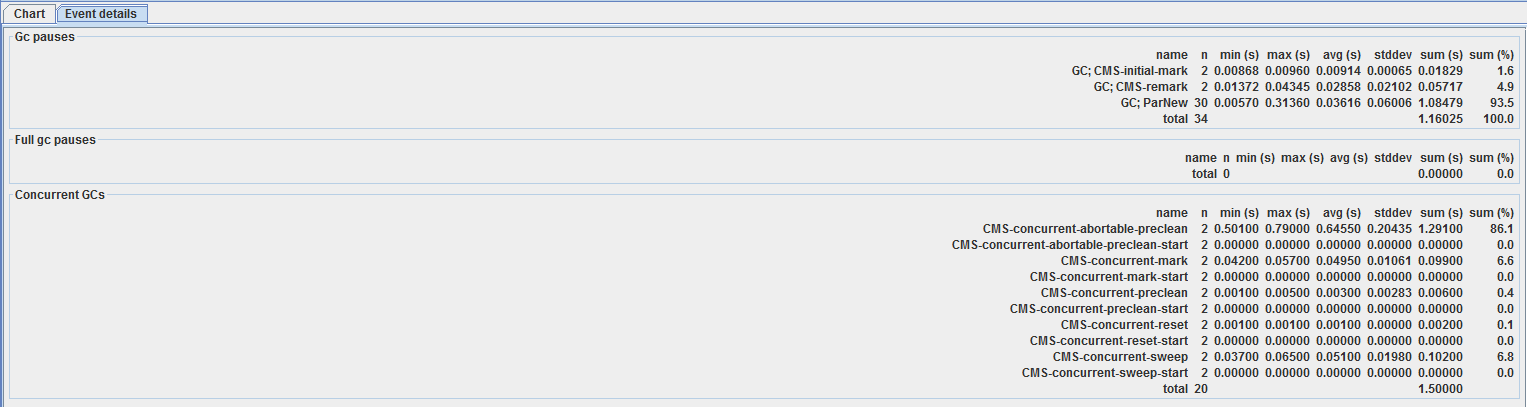 Chart Event details
Gc pauses
name n min (s) max (s) avg (s) stddev sum (s) sum (%)
GC; CMS-initial-mark 2 0.00868 0.00960 0.00914 0.00065 0.01829 1.6
GC; CMS-remark 2 0.01372 0.04345 0.02858 0.02102 0.05717 4.9
GC; ParNew 30 0.00570 0.31360 0.03616 0.06006 1.08479 93.5
total 34 1.16025 100.0
Full gc pauses
name n min (s) max (s) avg (s) stddev sum (s) sum (%)
total 0 0.00000 0.0
Concurrent GCs
name n min (s) max (s) avg (s) stddev sum (s) sum (%)
CMS-concurrent-abortable-preclean 2 0.50100 0.79000 0.64550 0.20435 1.29100 86.1
CMS-concurrent-abortable-preclean-start 2 0.00000 0.00000 0.00000 0.00000 0.00000 0.0
CMS-concurrent-mark 2 0.04200 0.05700 0.04950 0.01061 0.09900 6.6
CMS-concurrent-mark-start 2 0.00000 0.00000 0.00000 0.00000 0.00000 0.0
CMS-concurrent-preclean 2 0.00100 0.00500 0.00300 0.00283 0.00600 0.4
CMS-concurrent-preclean-start 2 0.00000 0.00000 0.00000 0.00000 0.00000 0.0
CMS-concurrent-reset 2 0.00100 0.00100 0.00100 0.00000 0.00200 0.1
CMS-concurrent-reset-start 2 0.00000 0.00000 0.00000 0.00000 0.00000 0.0
CMS-concurrent-sweep 2 0.03700 0.06500 0.05100 0.01980 0.10200 6.8
CMS-concurrent-sweep-start 2 0.00000 0.00000 0.00000 0.00000 0.00000 0.0
total 20 1.50000